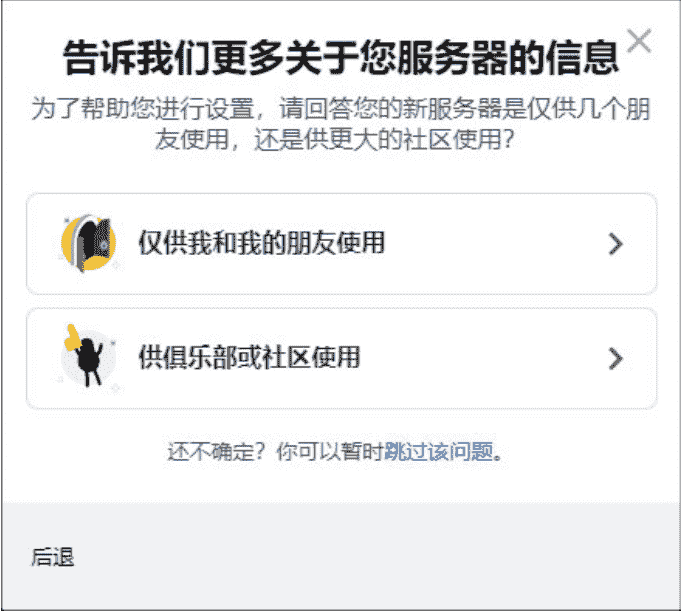 告诉我们更多关于您服务器的信息
为了帮助您进行设置，请回答您的新服务器是仅供几个朋
友使用，还是供更大的社区使用？
仅供我和我的朋友使用
供俱乐部或社区使用
还不确定？你可以暂时跳过该问题。
后退